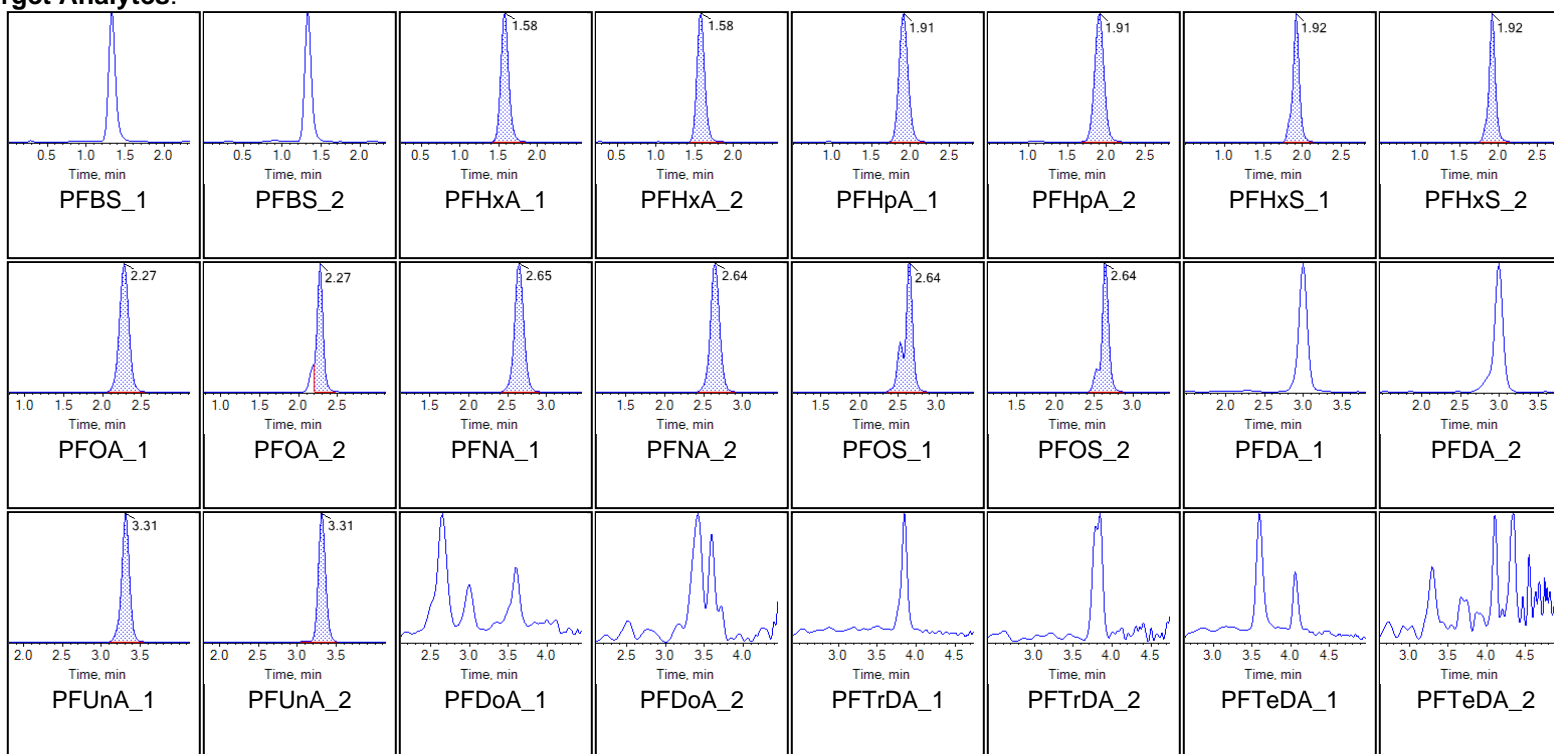 rget Analytes:
1.58 1.58 1.91 1.91 1.92 1.92
0.5 1.0 1.5 2.0 0.5 1.0 1.5 2.0 0.5 1.0 1.5 2.0 0.5 1.0 1.5 2.0 1.0 1.5 2.0 2.5 1.0 1.5 2.0 2.5 1.0 1.5 2.0 2.5 1.0 1.5 2.0 2.5
Time, min Time, min Time, min Time, min Time, min Time, min Time, min Time, min
PFBS_1 PFBS_2 PFHxA_1 PFHxA_2 PFHpA_1 PFHpA_2 PFHxS_1 PFHxS_2
2.27 2.27 2.65 2.64 2.64 2.64
1.0 1.5 2.0 2.5 1.0 1.5 2.0 2.5 1.5 2.0 2.5 3.0 1.5 2.0 2.5 3.0 1.5 2.0 2.5 3.0 1.5 2.0 2.5 3.0 2.0 2.5 3.0 3.5 2.0 2.5 3.0 3.5
Time, min Time, min Time, min Time, min Time, min Time, min Time, min Time, min
PFOA_1 PFOA_2 PFNA_1 PFNA_2 PFOS_1 PFOS_2 PFDA_1 PFDA_2
3.31 3.31
2.0 2.5 3.0 3.5 2.0 2.5 3.0 3.5 2.5 3.0 3.5 4.0 2.5 3.0 3.5 4.0 3.0 3.5 4.0 4.5 3.0 3.5 4.0 4.5 3.0 3.5 4.0 4.5 3.0 3.5 4.0 4.5
Time, min Time, min Time, min Time, min Time, min Time, min Time, min Time, min
PFUnA_1 PFUnA_2 PFDoA_1 PFDoA_2 PFTrDA_1 PFTrDA_2 PFTeDA_1 PFTeDA_2